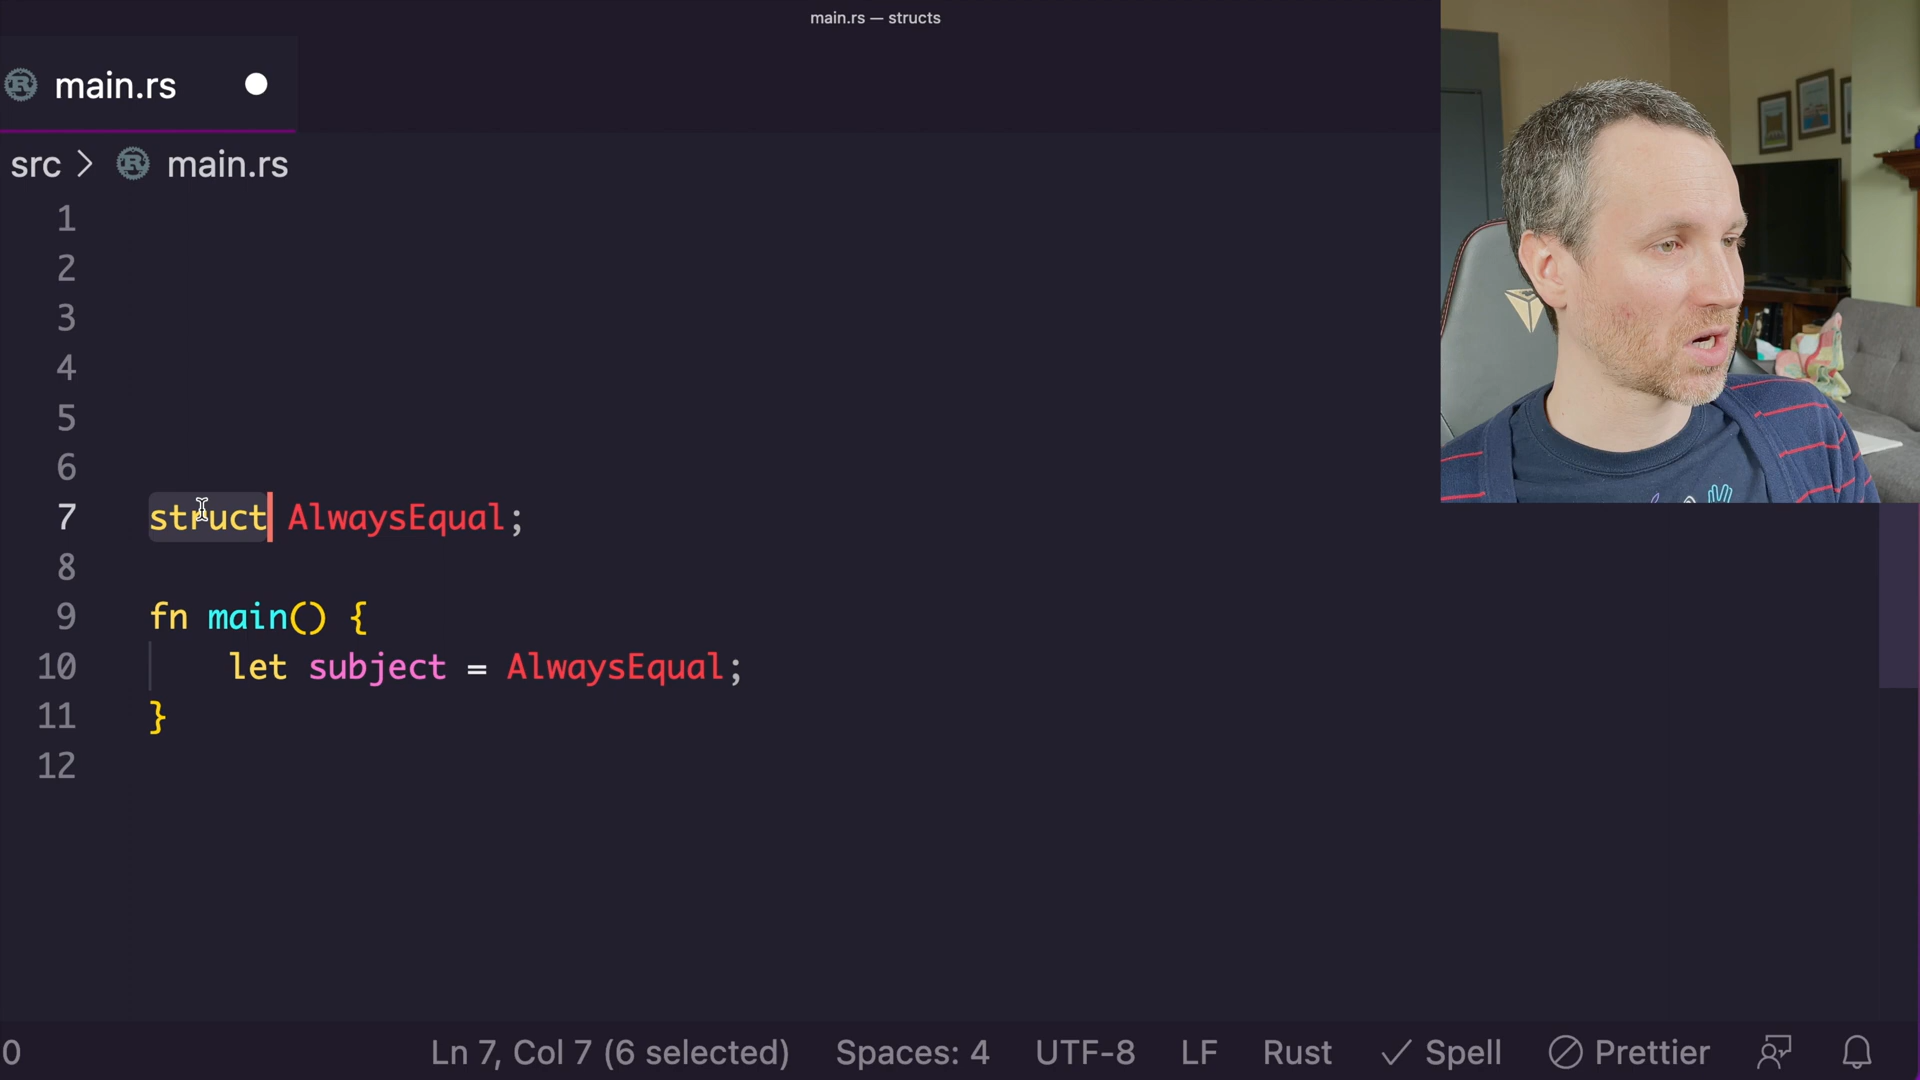 main.rs — structs
main.rs
src > main.rs
1
2
3
4
5
6
7 struct AlwaysEqual;
8
9 fn main() {
10 let subject = AlwaysEqual;
11 }
12
0 Ln 7, Col 7 (6 selected) Spaces: 4 UTF-8 LF Rust ✓ Spell Prettier